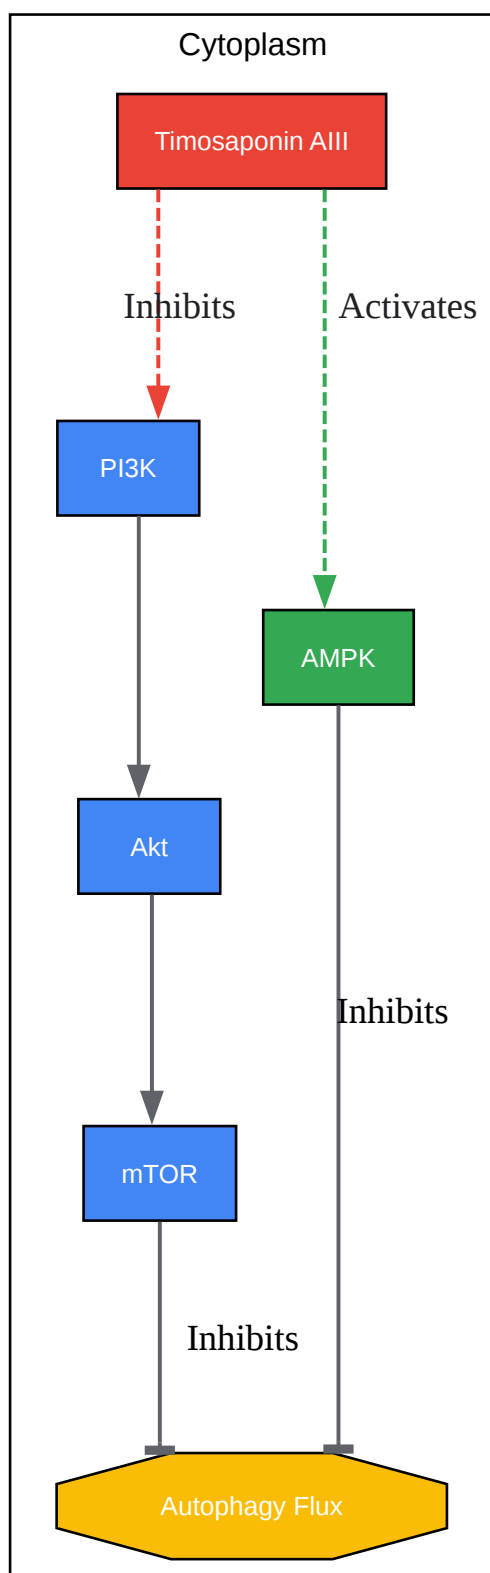 Cytoplasm
Timosaponin AIII
Inhibits
Activates
PI3K
AMPK
Akt
Inhibits
mTOR
Inhibits
Autophagy Flux